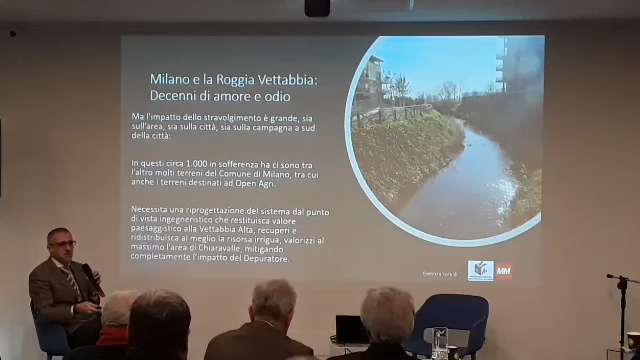 Milano e la Roggia Vettabbia:
Decenni di amore e odio
Ma l'impatto dello stravolgimento è grande, sia
sull'area, sia sulla città, sia sulla campagna a sud
della città:
In questi circa 1.000 in sofferenza ha ci sono tra
l'altro molti terreni del Comune di Milano, tra cui
anche i terreni destinati ad Open Agri.
Necessita una riprogettazione del sistema dal punto
di vista ingegneristico che restituisca valore
paesaggistico alla Vettabbia Alta, recuperi e
ridistribuisca al meglio la risorsa irrigua, valorizzi al
massimo l'area di Chiaravalle, mitigando
completamente l'impatto del Depuratore.
Evento a cura di
MM